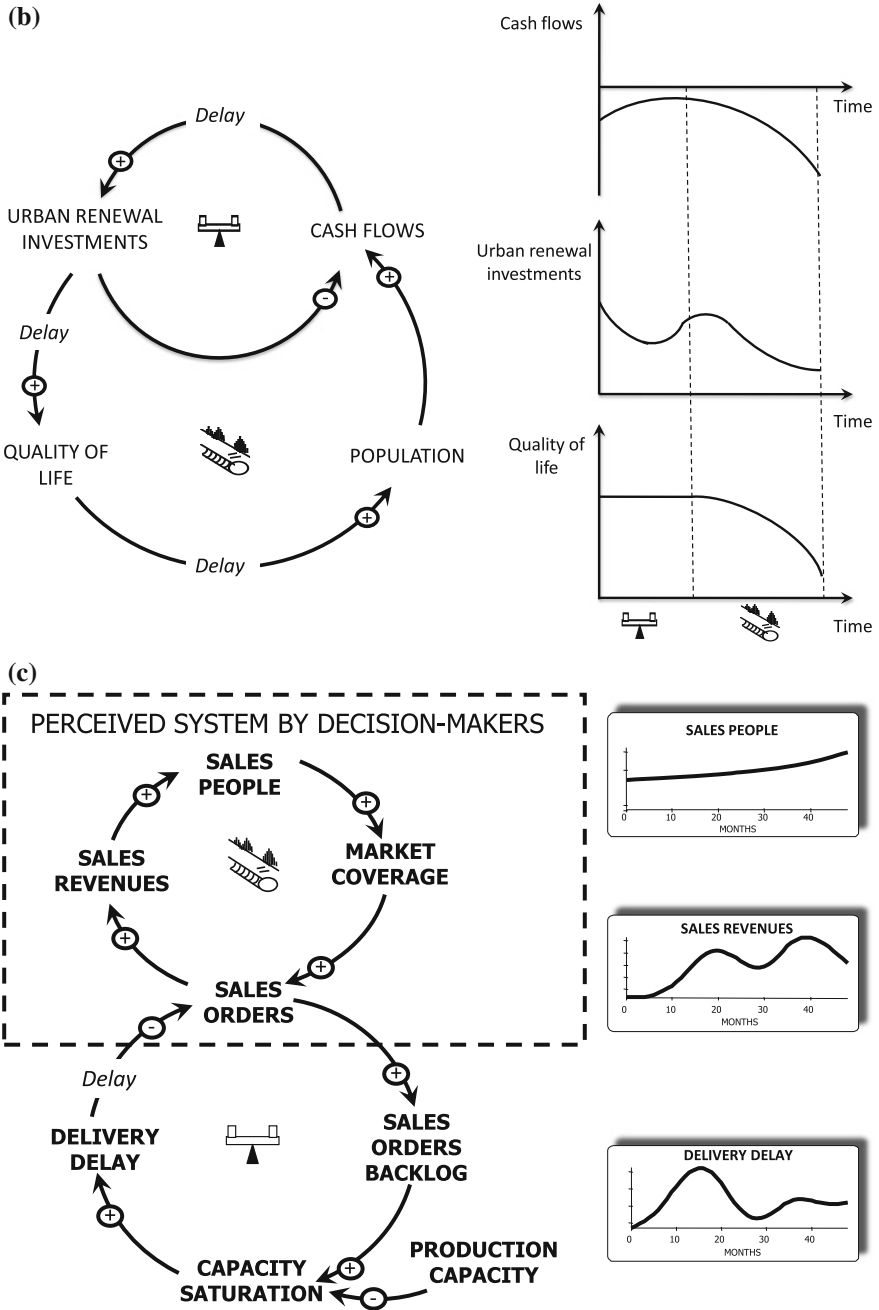 (b)
Delay
+
URBAN RENEWAL
INVESTMENTS
CASH FLOWS
-
+
Delay
+
QUALITY OF
LIFE
POPULATION
+
Delay
Cash flows
Time
Urban renewal
investments
Time
Quality of
life
Time
(c)
PERCEIVED SYSTEM BY DECISION-MAKERS
SALES
PEOPLE
+
+
SALES
REVENUES
MARKET
COVERAGE
+
+
SALES
ORDERS
-
Delay
+
DELIVERY
DELAY
SALES
ORDERS
BACKLOG
+
+
CAPACITY
SATURATION
PRODUCTION
CAPACITY
-
SALES PEOPLE
0 10 20 30 40
MONTHS
SALES REVENUES
0 10 20 30 40
MONTHS
DELIVERY DELAY
0 10 20 30 40
MONTHS